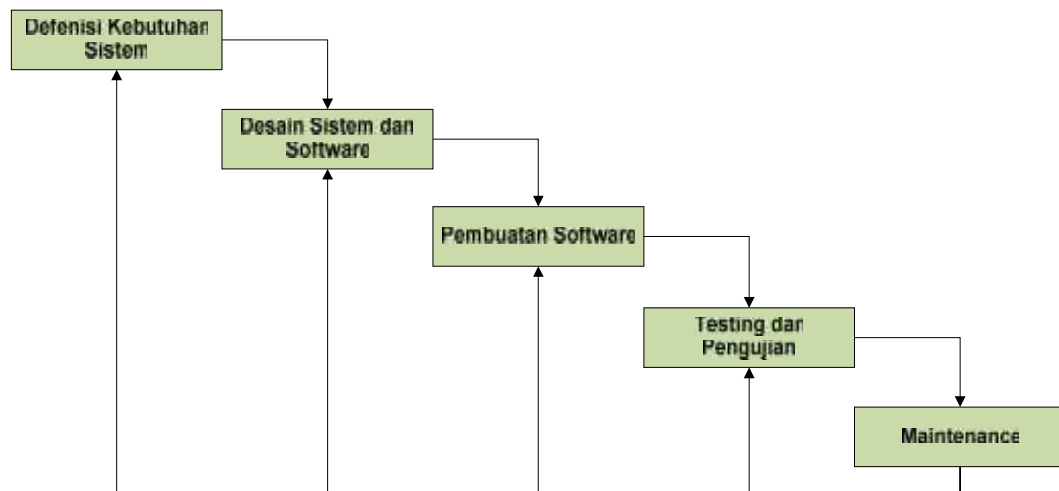 Defenisi Kebutuhan
Sistem
Desain Sistem dan
Software
Pembuatan Software
Testing dan
Pengujian
Maintenance